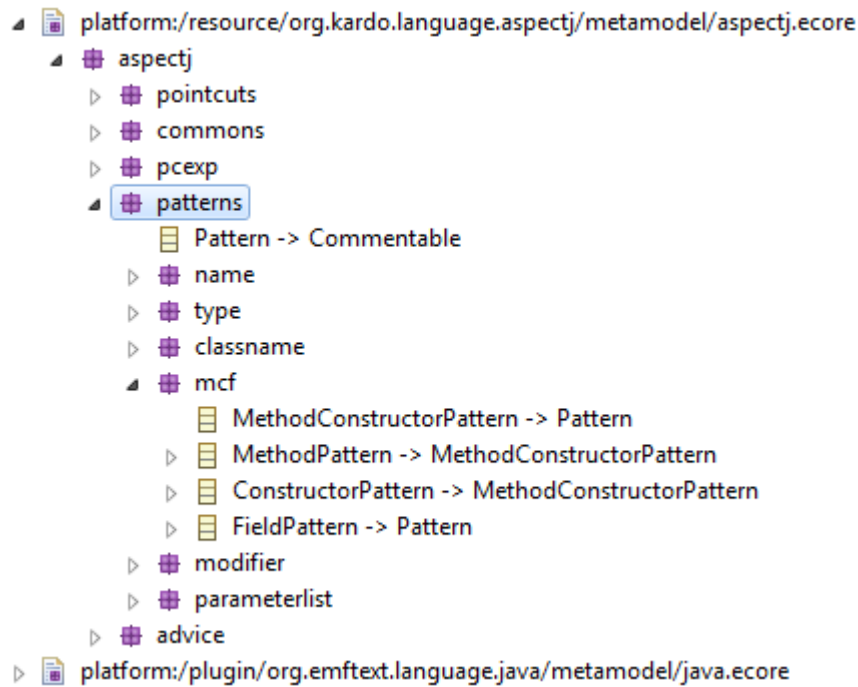 platform:/resource/org.kardo.language.aspectj/metamodel/aspectj.ecore
aspectj
pointcuts
commons
pcexp
patterns
Pattern -> Commentable
name
type
classname
mcf
MethodConstructorPattern -> Pattern
MethodPattern -> MethodConstructorPattern
ConstructorPattern -> MethodConstructorPattern
FieldPattern -> Pattern
modifier
parameterlist
advice
platform:/plugin/org.emftext.language.java/metamodel/java.ecore